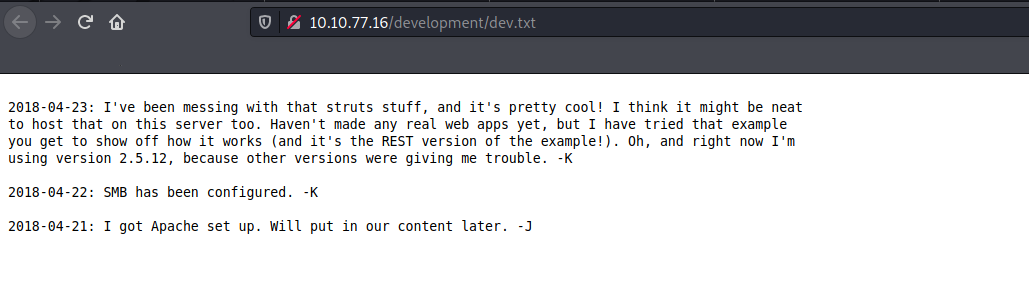 10.10.77.16/development/dev.txt
2018-04-23: I've been messing with that struts stuff, and it's pretty cool! I think it might be neat
to host that on this server too. Haven't made any real web apps yet, but I have tried that example
you get to show off how it works (and it's the REST version of the example!). Oh, and right now I'm
using version 2.5.12, because other versions were giving me trouble. -K
2018-04-22: SMB has been configured. -K
2018-04-21: I got Apache set up. Will put in our content later. -J